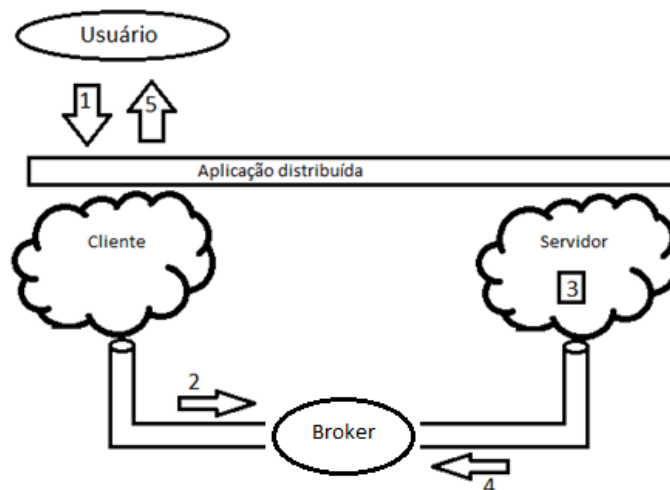 Usuário
1
5
Aplicação distribuída
Cliente
Servidor
3
2
Broker
4